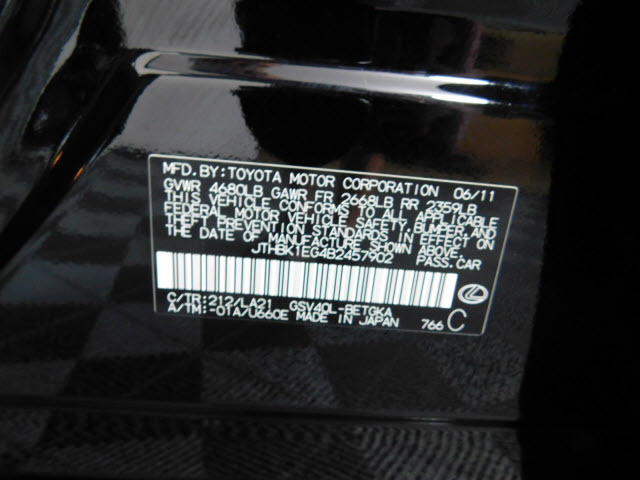 MFD. BY: TOYOTA MOTOR CORPORATION 06/11
GVWR 4680LB GAWR FR 2668LB RR 2359LB
THIS VEHICLE CONFORMS TO ALL APPLICABLE
FEDERAL MOTOR VEHICLE SAFETY, BUMPER, AND
THEFT PREVENTION STANDARDS IN EFFECT ON
THE DATE OF MANUFACTURE SHOWN ABOVE.
JTHBK1EG4B2457902 PASS. CAR
C/TR: 212/LA21 GSV40L-BETGKA
A/TM: -01A/U660E MADE IN JAPAN 766 C